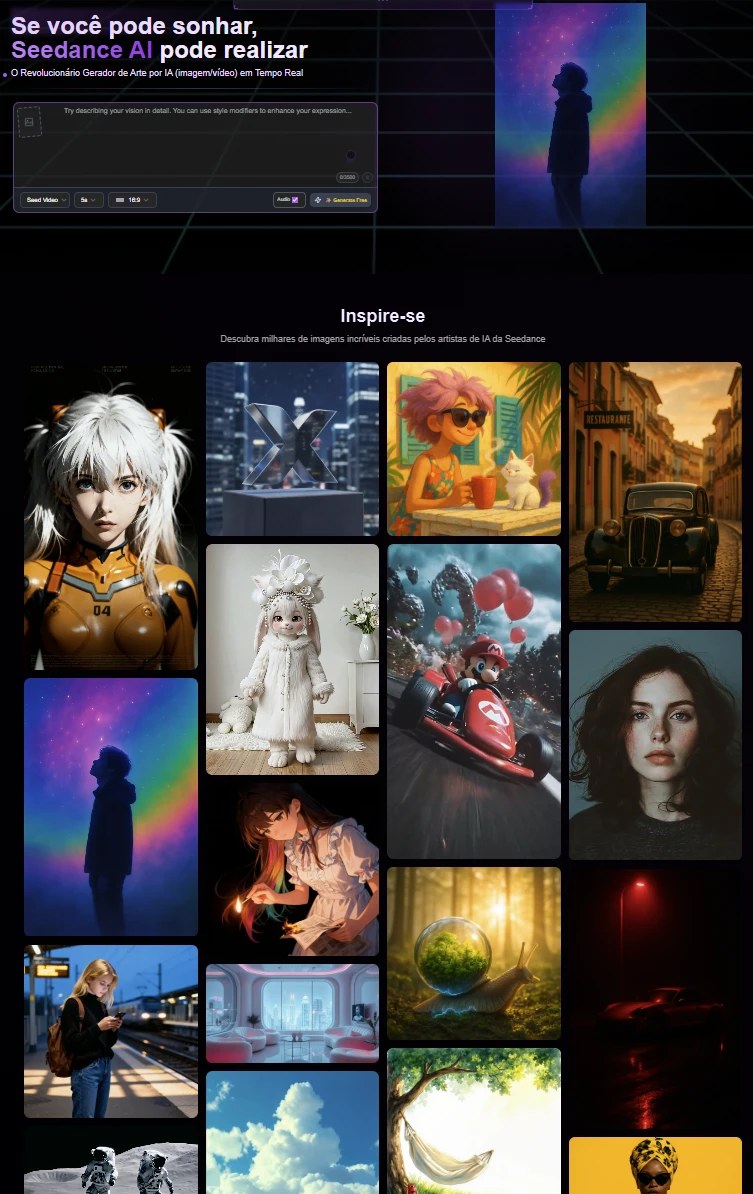 Se você pode sonhar,
Seedance AI pode realizar
O Revolucionário Gerador de Arte por IA (imagem/vídeo) em Tempo Real
Try describing your vision in detail. You can use style modifiers to enhance your expression...
0/2000
Seed Video
5s
16:9
Audio
Generate Free
Inspire-se
Descubra milhares de imagens incríveis criadas pelos artistas de IA da Seedance
RESTAURANTE
04
M